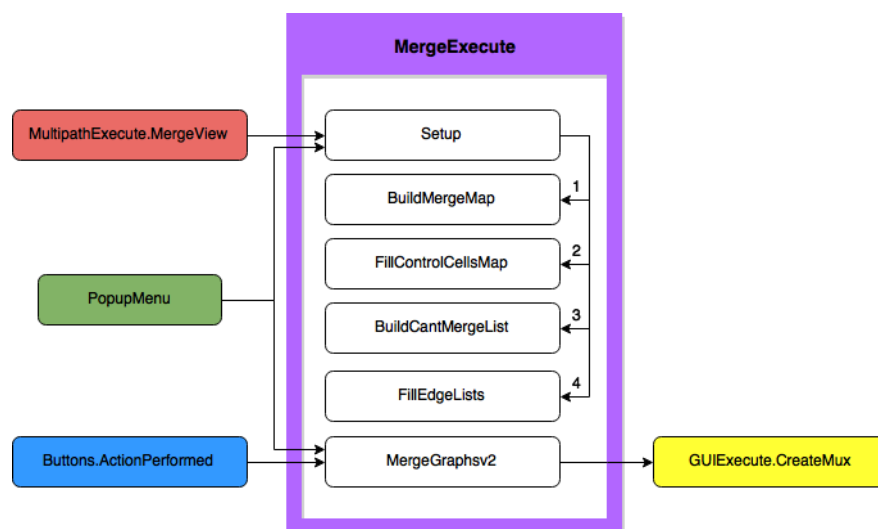 MergeExecute
MultipathExecute.MergeView
Setup
1
BuildMergeMap
2
FillControlCellsMap
PopupMenu
3
BuildCantMergeList
4
FillEdgeLists
Buttons.ActionPerformed
MergeGraphsv2
GUIExecute.CreateMux